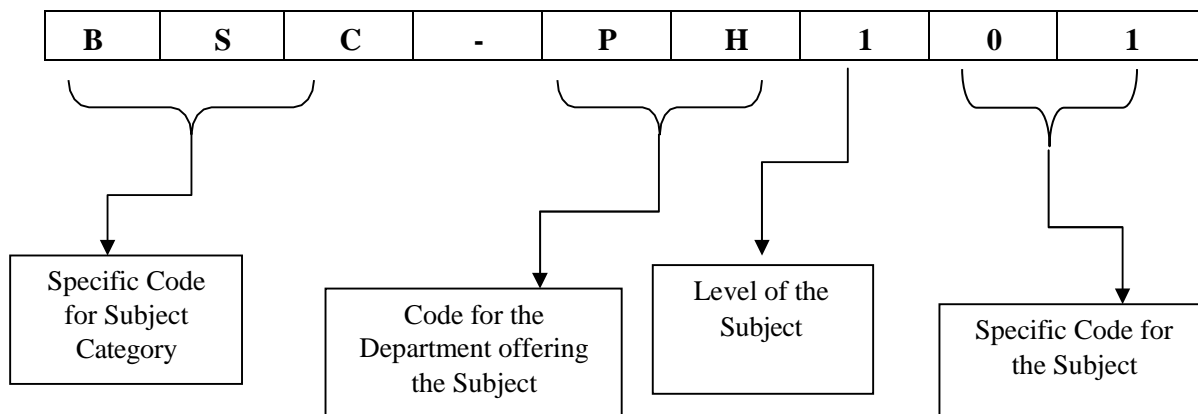 B S C - P H 1 0 1
Specific Code
for Subject
Category
Code for the
Department offering
the Subject
Level of the
Subject
Specific Code for
the Subject